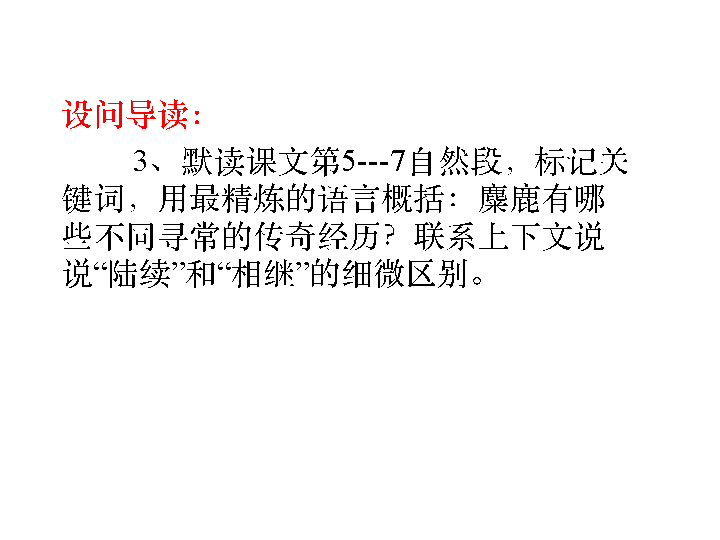 设问导读：
3、默读课文第5---7自然段，标记关
键词，用最精炼的语言概括：麋鹿有哪
些不同寻常的传奇经历？联系上下文说
说“陆续”和“相继”的细微区别。